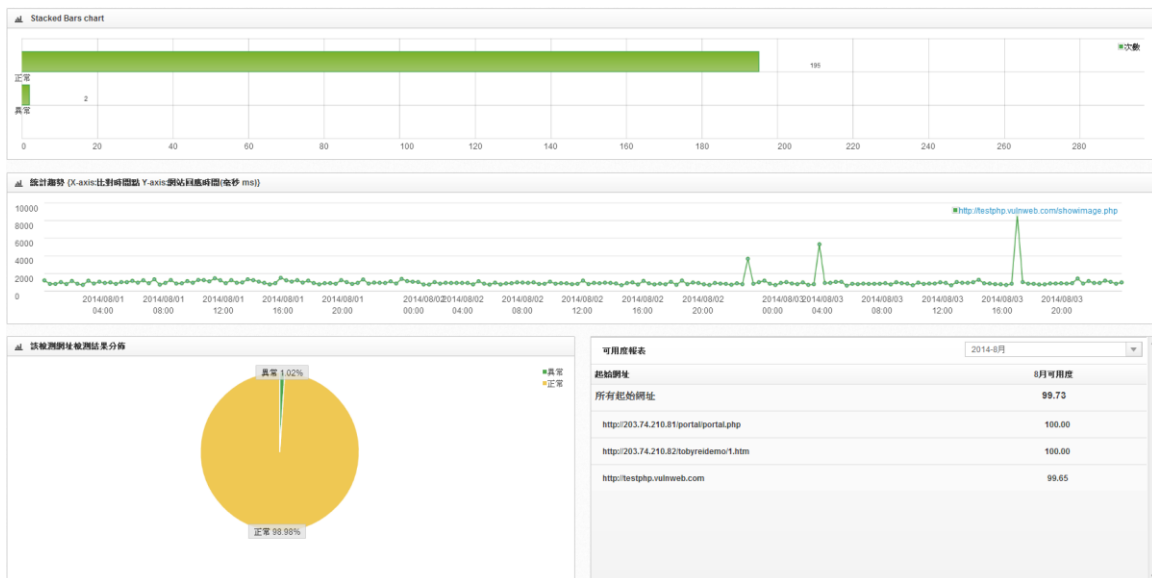 Stacked Bars chart
次數
195
正常
2
異常
0 20 40 60 80 100 120 140 160 180 200 220 240 260 280
統計趨勢 {X-axis:比對時間點 Y-axis:網站回應時間(毫秒 ms)}
http://testphp.vulnweb.com/showimage.php
10000
8000
6000
4000
2000
0
2014/08/01 2014/08/01 2014/08/01 2014/08/01 2014/08/01 2014/08/02 2014/08/02 2014/08/02 2014/08/02 2014/08/02 2014/08/02 2014/08/03 2014/08/03 2014/08/03 2014/08/03 2014/08/03 2014/08/03
04:00 08:00 12:00 16:00 20:00 00:00 04:00 08:00 12:00 16:00 20:00 00:00 04:00 08:00 12:00 16:00 20:00
該檢測網址檢測結果分佈
異常 1.02%
異常
正常
正常 98.98%
可用度報表
2014-8月
起始網址 8月可用度
所有起始網址 99.73
http://203.74.210.81/portal/portal.php 100.00
http://203.74.210.82/tobyreidemo/1.htm 100.00
http://testphp.vulnweb.com 99.65